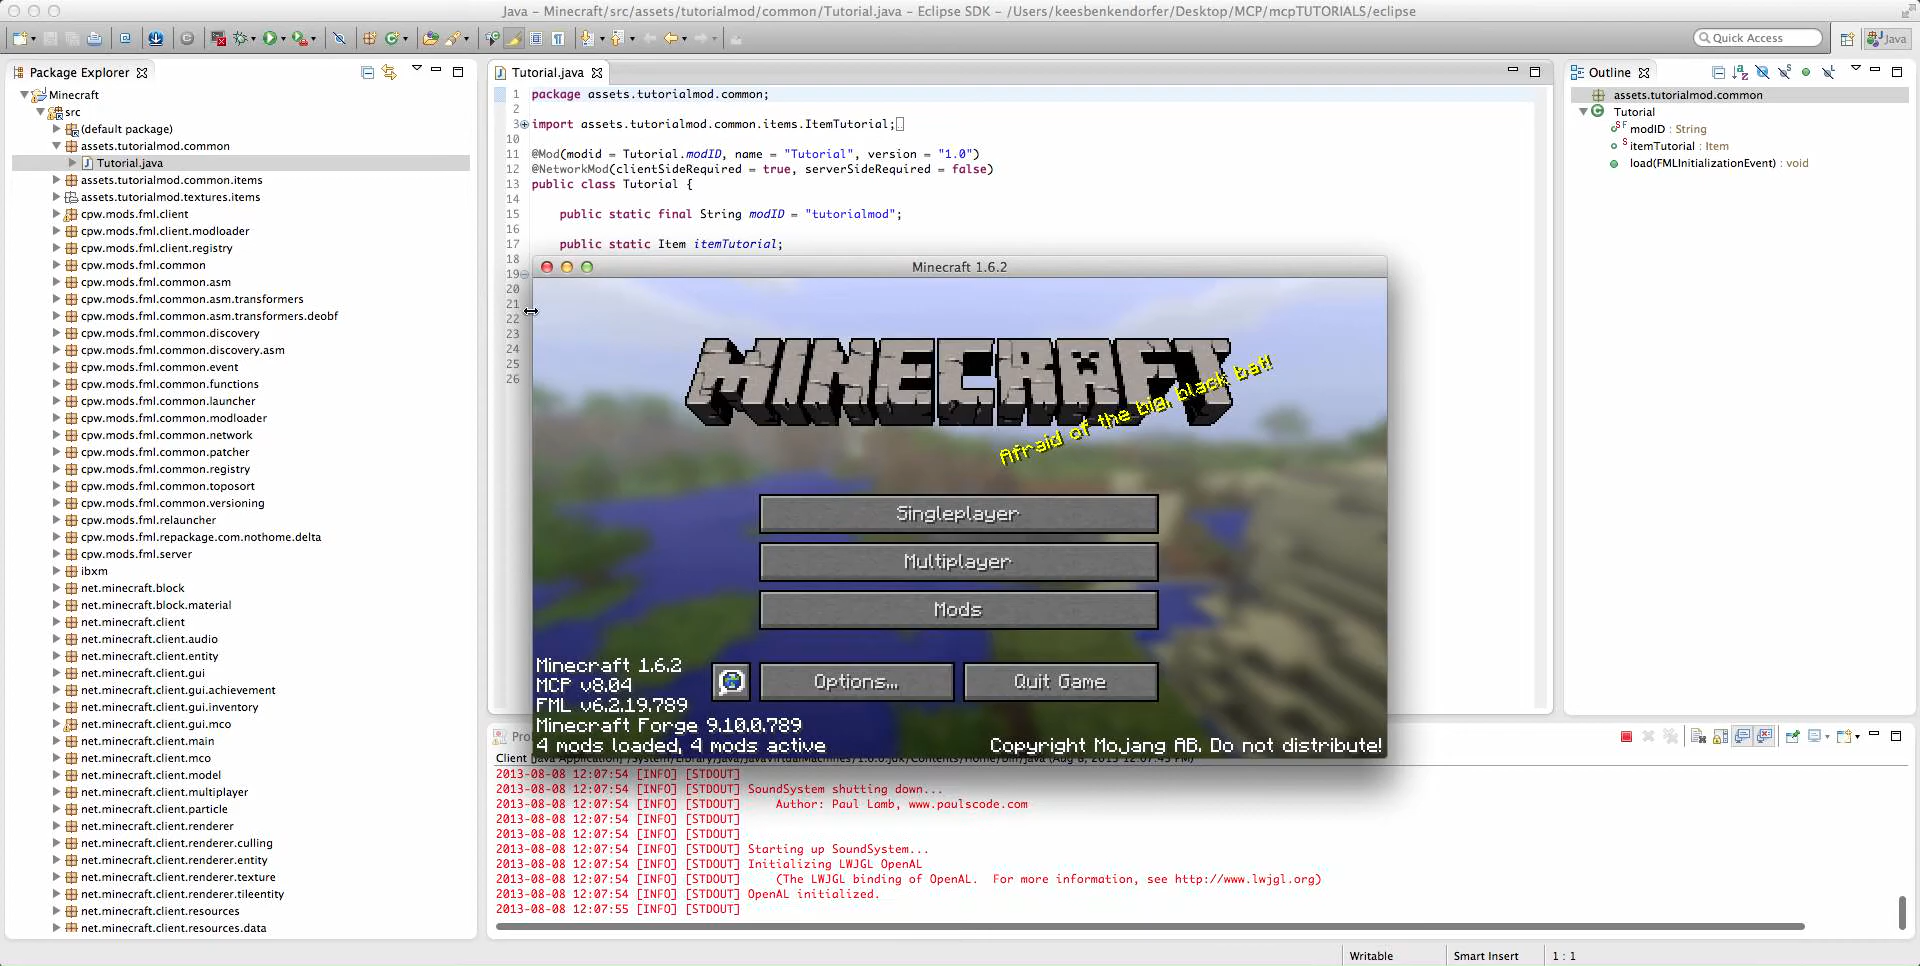 Java – Minecraft/src/assets/tutorialmod/common/Tutorial.java – Eclipse SDK – /Users/keesbenkendorfer/Desktop/MCP/mcpTUTORIALS/eclipse
Quick Access
Java
Package Explorer
Minecraft
src
(default package)
assets.tutorialmod.common
Tutorial.java
assets.tutorialmod.common.items
assets.tutorialmod.textures.items
cpw.mods.fml.client
cpw.mods.fml.client.modloader
cpw.mods.fml.client.registry
cpw.mods.fml.common
cpw.mods.fml.common.asm
cpw.mods.fml.common.asm.transformers
cpw.mods.fml.common.asm.transformers.deobf
cpw.mods.fml.common.discovery
cpw.mods.fml.common.discovery.asm
cpw.mods.fml.common.event
cpw.mods.fml.common.functions
cpw.mods.fml.common.launcher
cpw.mods.fml.common.modloader
cpw.mods.fml.common.network
cpw.mods.fml.common.patcher
cpw.mods.fml.common.registry
cpw.mods.fml.common.toposort
cpw.mods.fml.common.versioning
cpw.mods.fml.relauncher
cpw.mods.fml.repackage.com.nothome.delta
cpw.mods.fml.server
ibxm
net.minecraft.block
net.minecraft.block.material
net.minecraft.client
net.minecraft.client.audio
net.minecraft.client.entity
net.minecraft.client.gui
net.minecraft.client.gui.achievement
net.minecraft.client.gui.inventory
net.minecraft.client.gui.mco
net.minecraft.client.main
net.minecraft.client.mco
net.minecraft.client.model
net.minecraft.client.multiplayer
net.minecraft.client.particle
net.minecraft.client.renderer
net.minecraft.client.renderer.culling
net.minecraft.client.renderer.entity
net.minecraft.client.renderer.texture
net.minecraft.client.renderer.tileentity
net.minecraft.client.resources
net.minecraft.client.resources.data
Tutorial.java
1 package assets.tutorialmod.common;
2
3 import assets.tutorialmod.common.items.ItemTutorial;
10
11 @Mod(modid = Tutorial.modID, name = "Tutorial", version = "1.0")
12 @NetworkMod(clientSideRequired = true, serverSideRequired = false)
13 public class Tutorial {
14
15 public static final String modID = "tutorialmod";
16
17 public static Item itemTutorial;
18
19
20
21
22
23
24
25
26
Minecraft 1.6.2
MINECRAFT
Afraid of the big, black bat!
Singleplayer
Multiplayer
Mods
Options...
Quit Game
Minecraft 1.6.2
MCP v8.04
FML v6.2.19.789
Minecraft Forge 9.10.0.789
4 mods loaded, 4 mods active
Copyright Mojang AB. Do not distribute!
Outline
assets.tutorialmod.common
Tutorial
modID : String
itemTutorial : Item
load(FMLInitializationEvent) : void
2013-08-08 12:07:54 [INFO] [STDOUT]
2013-08-08 12:07:54 [INFO] [STDOUT] SoundSystem shutting down...
2013-08-08 12:07:54 [INFO] [STDOUT] Author: Paul Lamb, www.paulscode.com
2013-08-08 12:07:54 [INFO] [STDOUT]
2013-08-08 12:07:54 [INFO] [STDOUT]
2013-08-08 12:07:54 [INFO] [STDOUT] Starting up SoundSystem...
2013-08-08 12:07:54 [INFO] [STDOUT] Initializing LWJGL OpenAL
2013-08-08 12:07:54 [INFO] [STDOUT] (The LWJGL binding of OpenAL. For more information, see http://www.lwjgl.org)
2013-08-08 12:07:54 [INFO] [STDOUT] OpenAL initialized.
2013-08-08 12:07:55 [INFO] [STDOUT]
Writable
Smart Insert
1 : 1